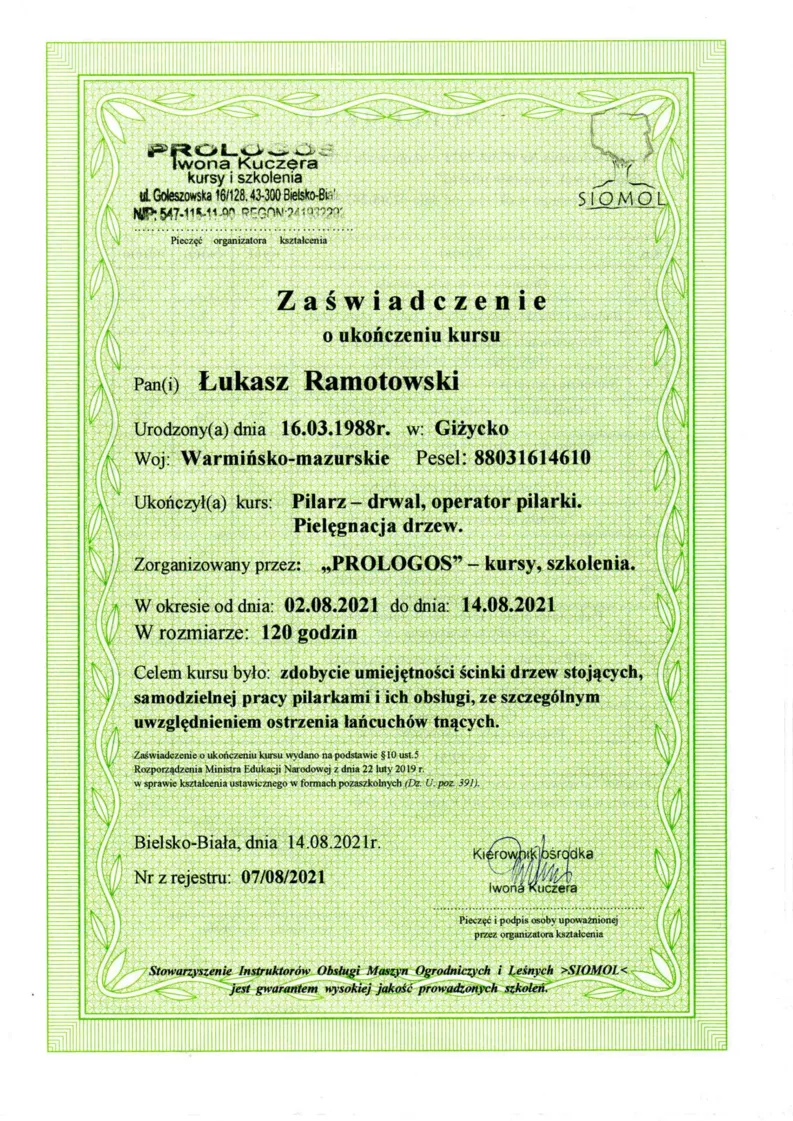 PROLOGOS
Iwona Kuczera
kursy i szkolenia
ul. Goleszowska 16/128, 43-300 Bielsko-Bia
NIP: 547-115-11-90 REGON:
Pieczęć organizatora kształcenia
SIOMOL
Zaświadczenie
o ukończeniu kursu
Pan(i) Łukasz Ramotowski
Urodzony(a) dnia 16.03.1988r. w: Giżycko
Woj: Warmińsko-mazurskie Pesel: 88031614610
Ukończył(a) kurs: Pilarz – drwal, operator pilarki.
Pielęgnacja drzew.
Zorganizowany przez: „PROLOGOS” – kursy, szkolenia.
W okresie od dnia: 02.08.2021 do dnia: 14.08.2021
W rozmiarze: 120 godzin
Celem kursu było: zdobycie umiejętności ścinki drzew stojących,
samodzielnej pracy pilarkami i ich obsługi, ze szczególnym
uwzględnieniem ostrzenia łańcuchów tnących.
Zaświadczenie o ukończeniu kursu wydano na podstawie §10 ust.5
Rozporządzenia Ministra Edukacji Narodowej z dnia 22 luty 2019 r.
w sprawie kształcenia ustawicznego w formach pozaszkolnych (Dz. U. poz. 391).
Bielsko-Biała, dnia 14.08.2021r.
Kierownik ośrodka
Nr z rejestru: 07/08/2021
Iwona Kuczera
Pieczęć i podpis osoby upoważnionej
przez organizatora kształcenia
Stowarzyszenie Instruktorów Obsługi Maszyn Ogrodniczych i Leśnych >SIOMOL<
jest gwarantem wysokiej jakość prowadzonych szkoleń.